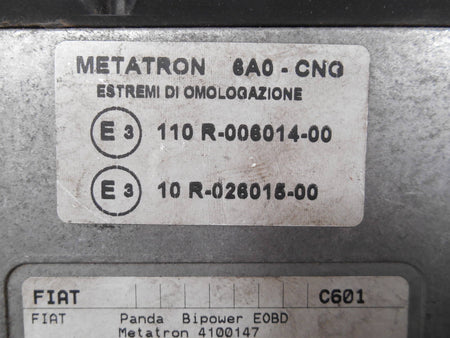 METATRON 6A0 - CNG
ESTREMI DI OMOLOGAZIONE
E 3 110 R-006014-00
E 3 10 R-026015-00
FIAT C601
FIAT Panda Bipower EOBD
Metatron 4100147